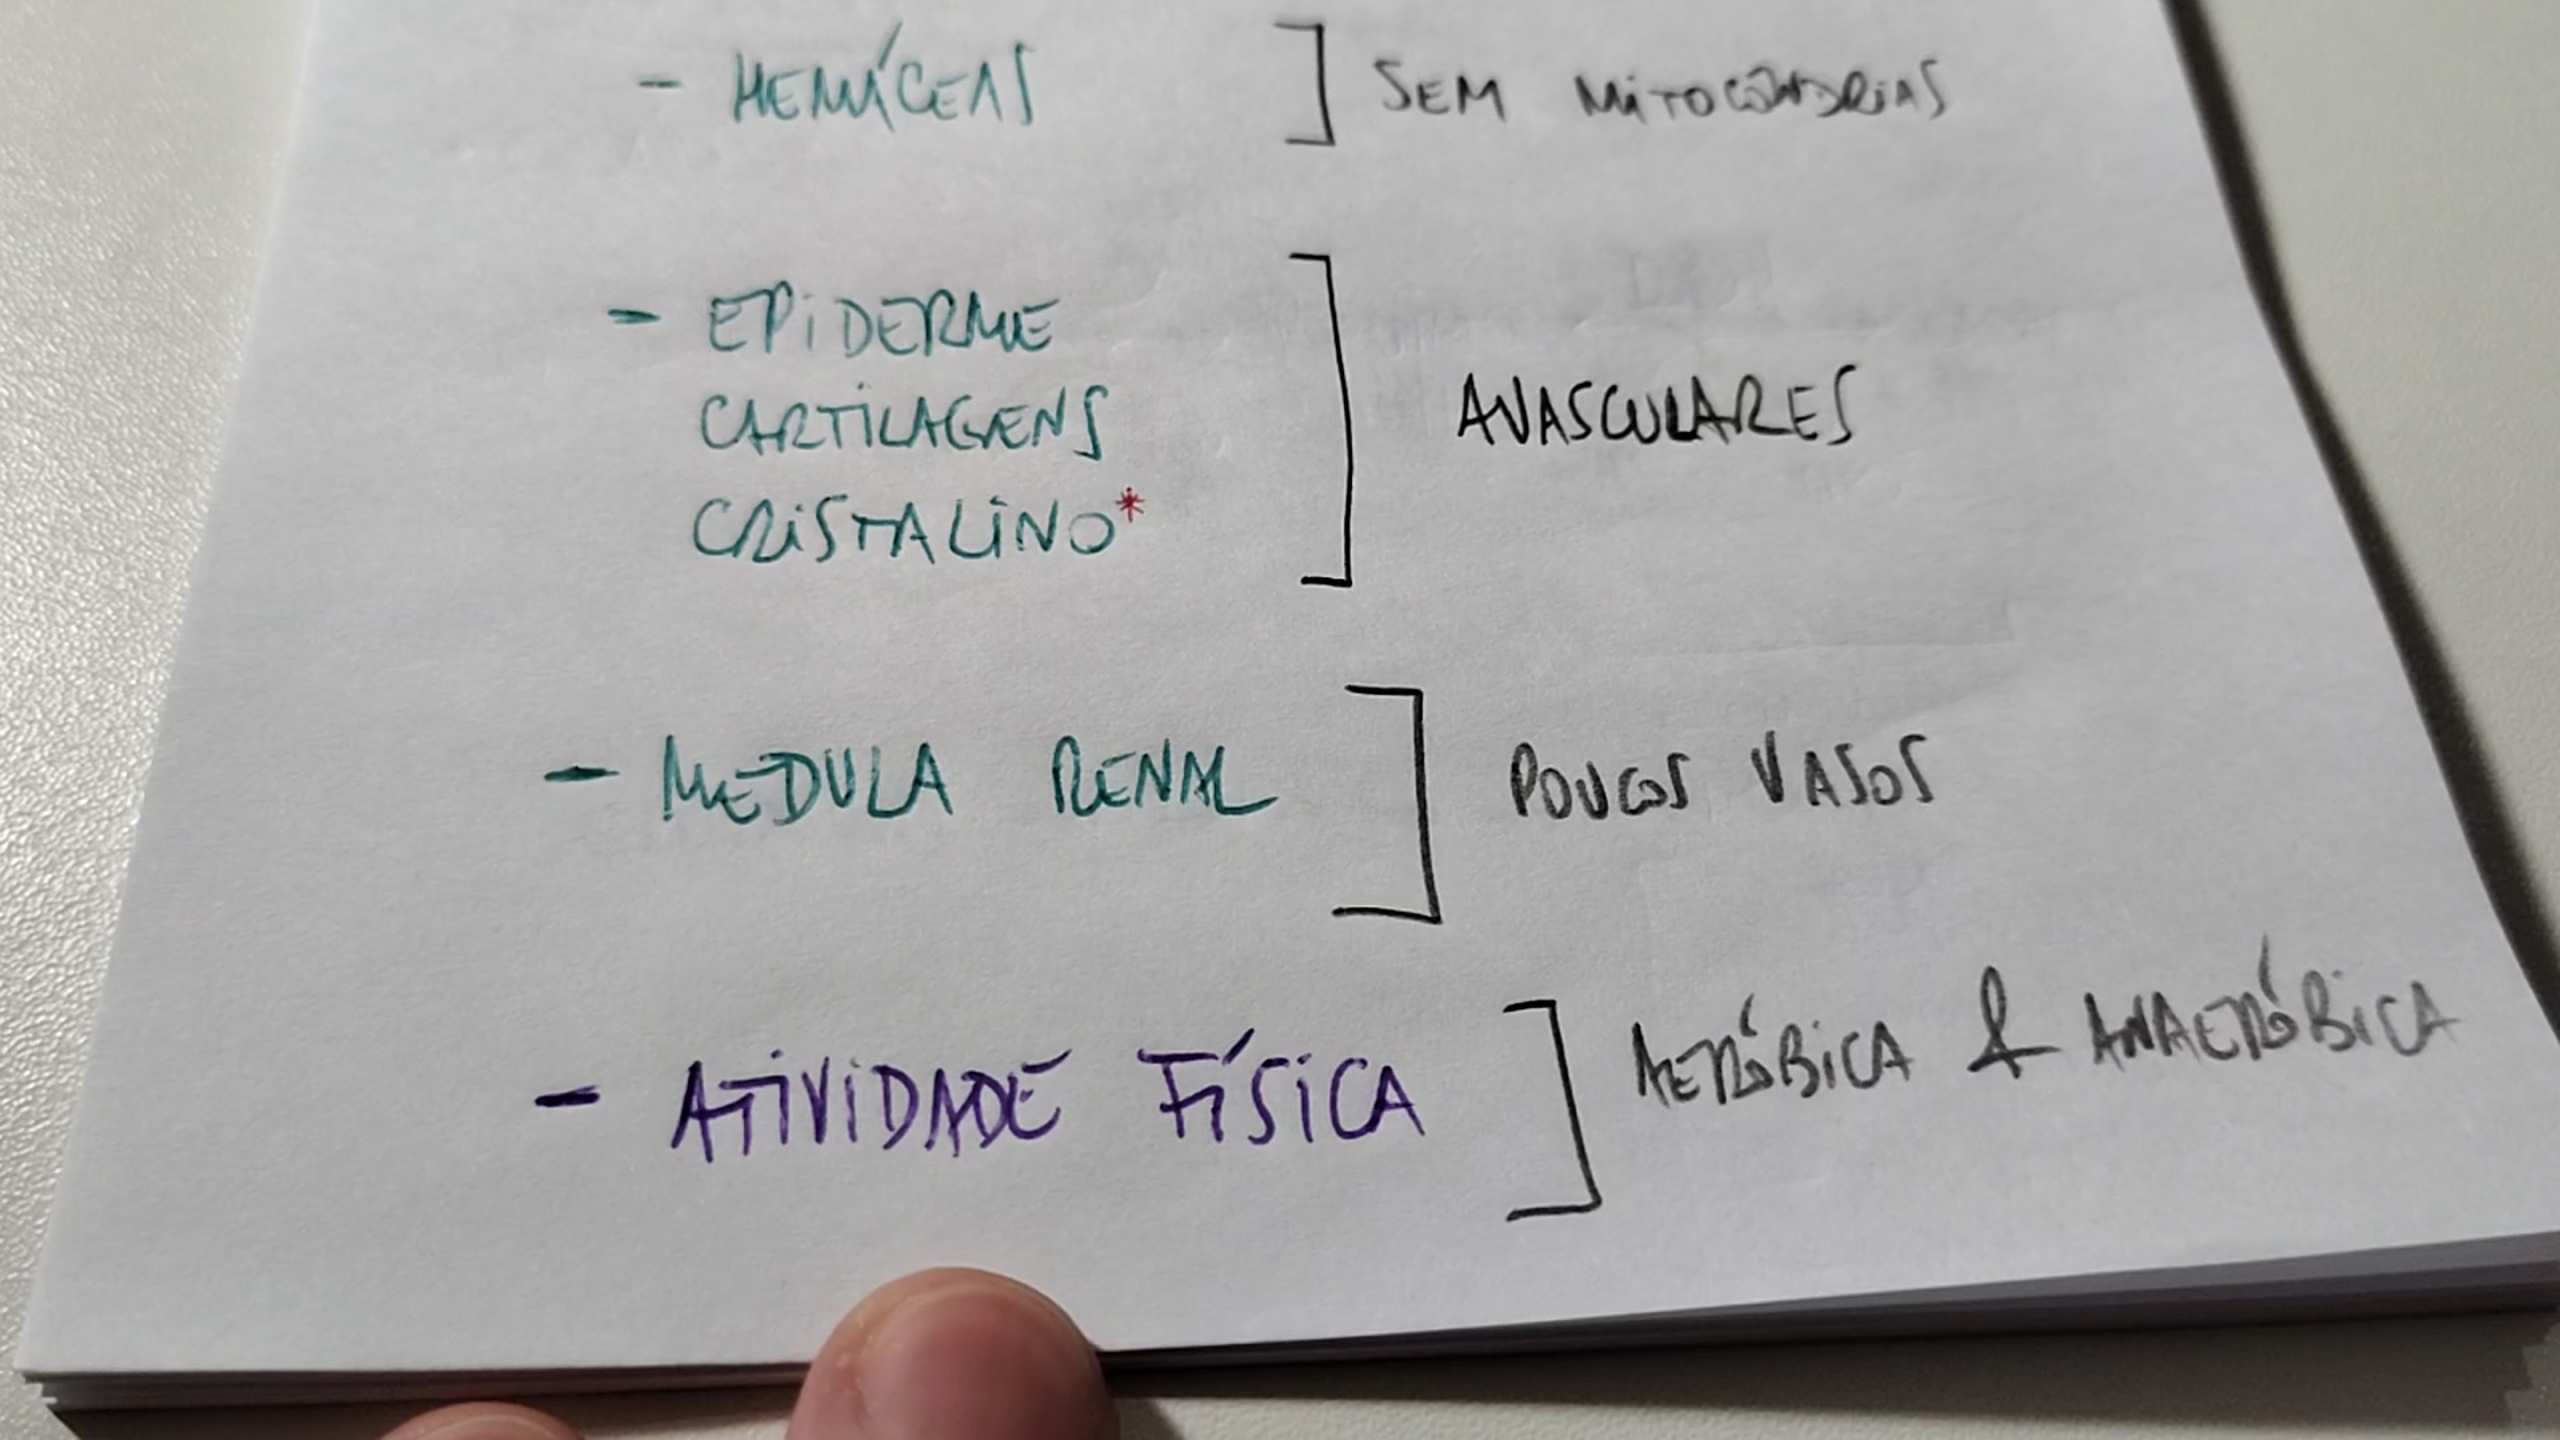 - HEMÁCEAS ] SEM MITOCÔNDRIAS
- EPIDERME
CARTILAGENS ] AVASCULARES
CRISTALINO*
- MEDULA RENAL ] POUCOS VASOS
- ATIVIDADE FÍSICA ] AERÓBICA & ANAERÓBICA